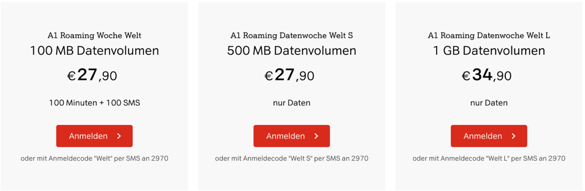 A1 Roaming Woche Welt
100 MB Datenvolumen
€27,90
100 Minuten + 100 SMS
Anmelden
oder mit Anmeldecode "Welt" per SMS an 2970
A1 Roaming Datenwoche Welt S
500 MB Datenvolumen
€27,90
nur Daten
Anmelden
oder mit Anmeldecode "Welt S" per SMS an 2970
A1 Roaming Datenwoche Welt L
1 GB Datenvolumen
€34,90
nur Daten
Anmelden
oder mit Anmeldecode "Welt L" per SMS an 2970